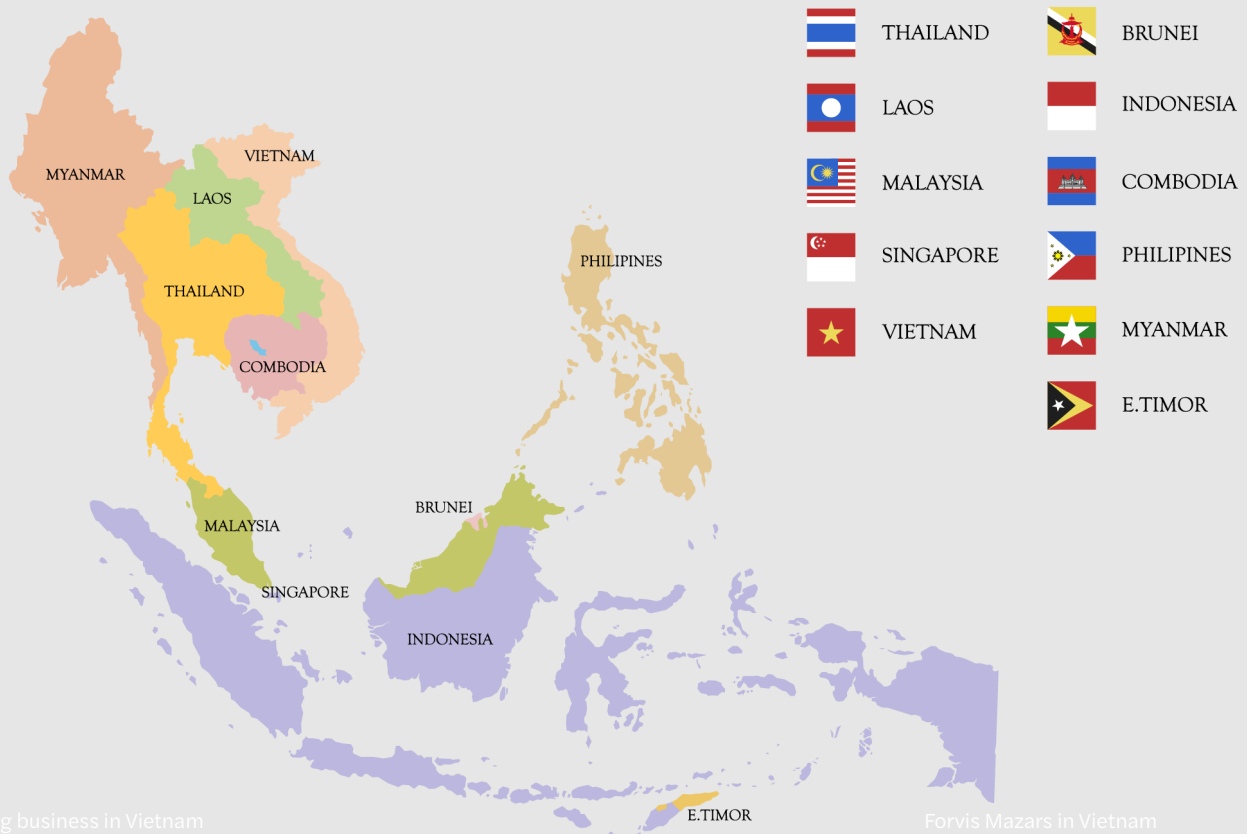 THAILAND
BRUNEI
LAOS
INDONESIA
MALAYSIA
COMBODIA
SINGAPORE
PHILIPINES
VIETNAM
MYANMAR
E.TIMOR
MYANMAR
VIETNAM
LAOS
THAILAND
COMBODIA
PHILIPINES
BRUNEI
MALAYSIA
SINGAPORE
INDONESIA
E.TIMOR
g business in Vietnam
Forvis Mazars in Vietnam